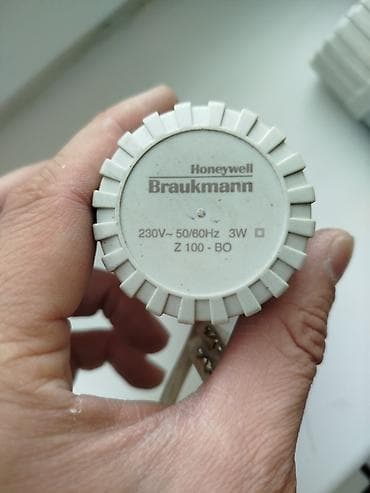 Honeywell
Braukmann
230V~ 50/60Hz 3W
Z 100 - BO